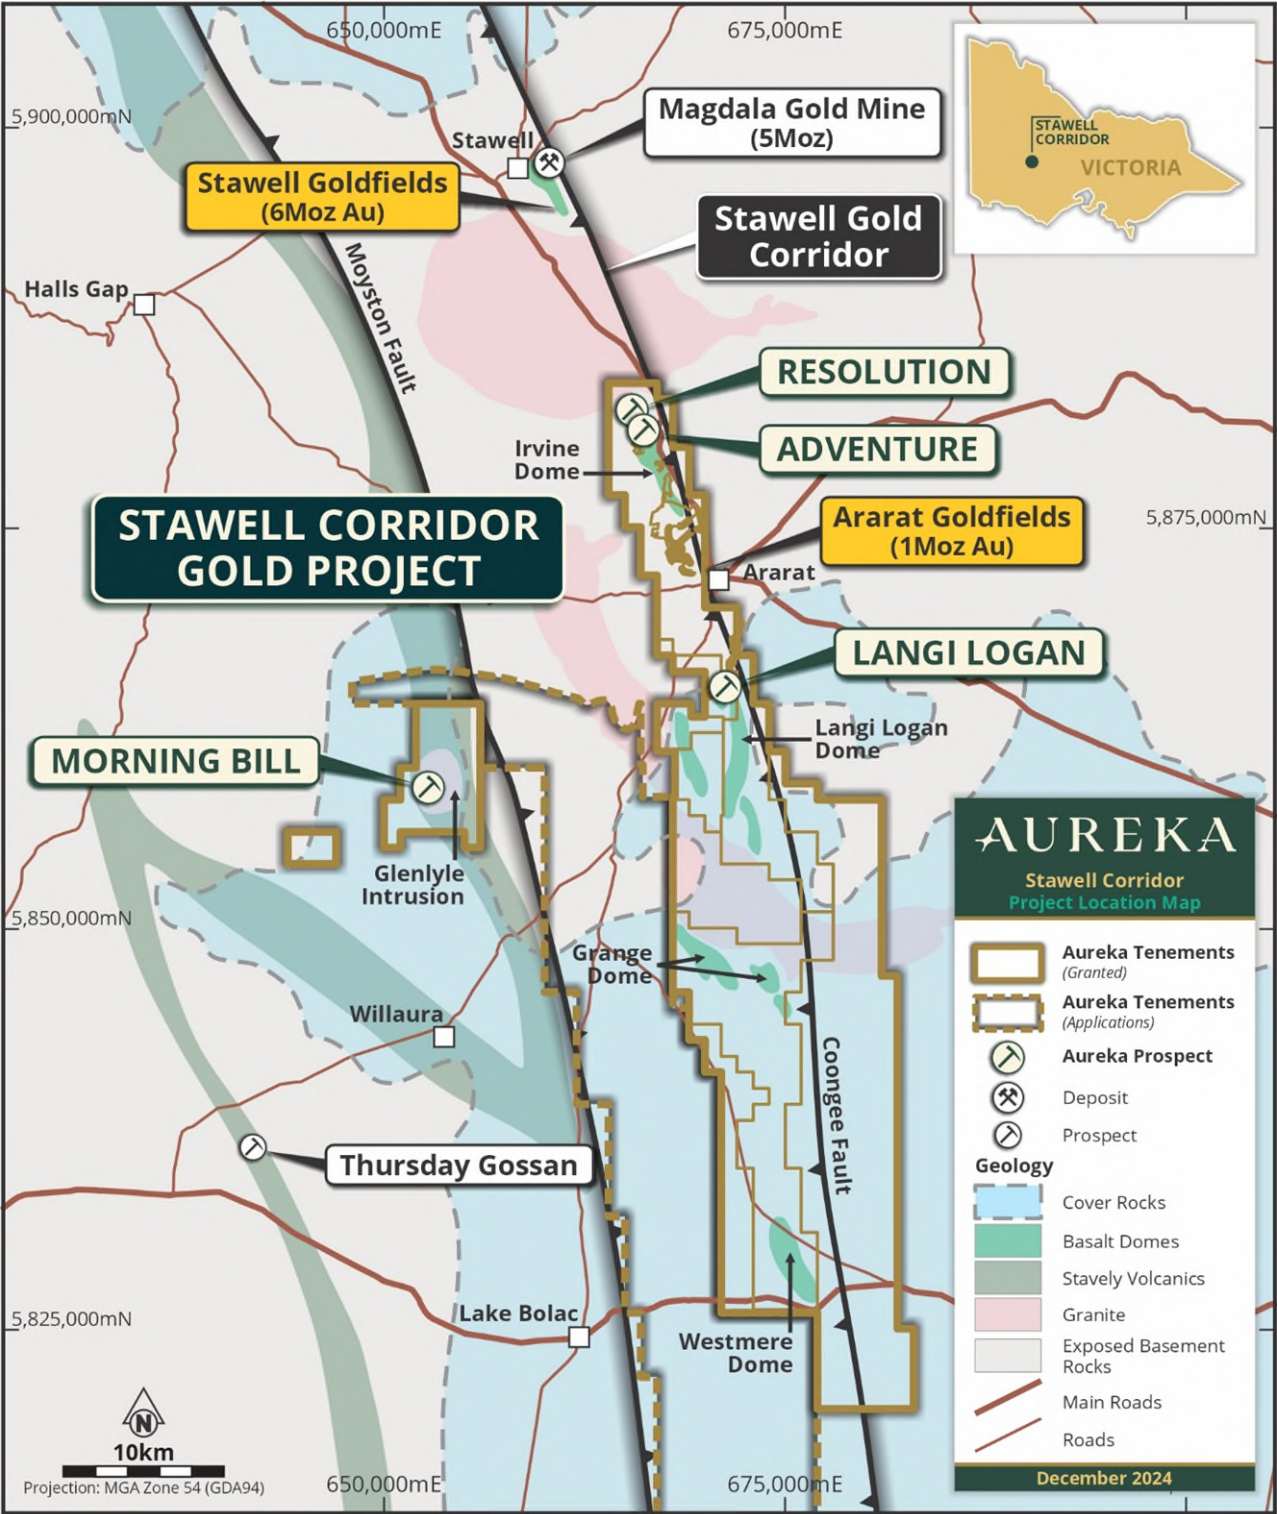 650,000mE
675,000mE
5,900,000mN
Stawell
Magdala Gold Mine
(5Moz)
STAWELL
CORRIDOR
VICTORIA
Stawell Goldfields
(6Moz Au)
Stawell Gold
Corridor
Halls Gap
Moyston Fault
RESOLUTION
ADVENTURE
Irvine
Dome
STAWELL CORRIDOR
GOLD PROJECT
Ararat Goldfields
(1Moz Au)
5,875,000mN
Ararat
LANGI LOGAN
Langi Logan
Dome
MORNING BILL
Glenlyle
Intrusion
5,850,000mN
Grange
Dome
Willaura
Coongee Fault
Thursday Gossan
5,825,000mN
Lake Bolac
Westmere
Dome
N
10km
Projection: MGA Zone 54 (GDA94)
650,000mE
675,000mE
AUREKA
Stawell Corridor
Project Location Map
Aureka Tenements
(Granted)
Aureka Tenements
(Applications)
Aureka Prospect
Deposit
Prospect
Geology
Cover Rocks
Basalt Domes
Stavely Volcanics
Granite
Exposed Basement
Rocks
Main Roads
Roads
December 2024